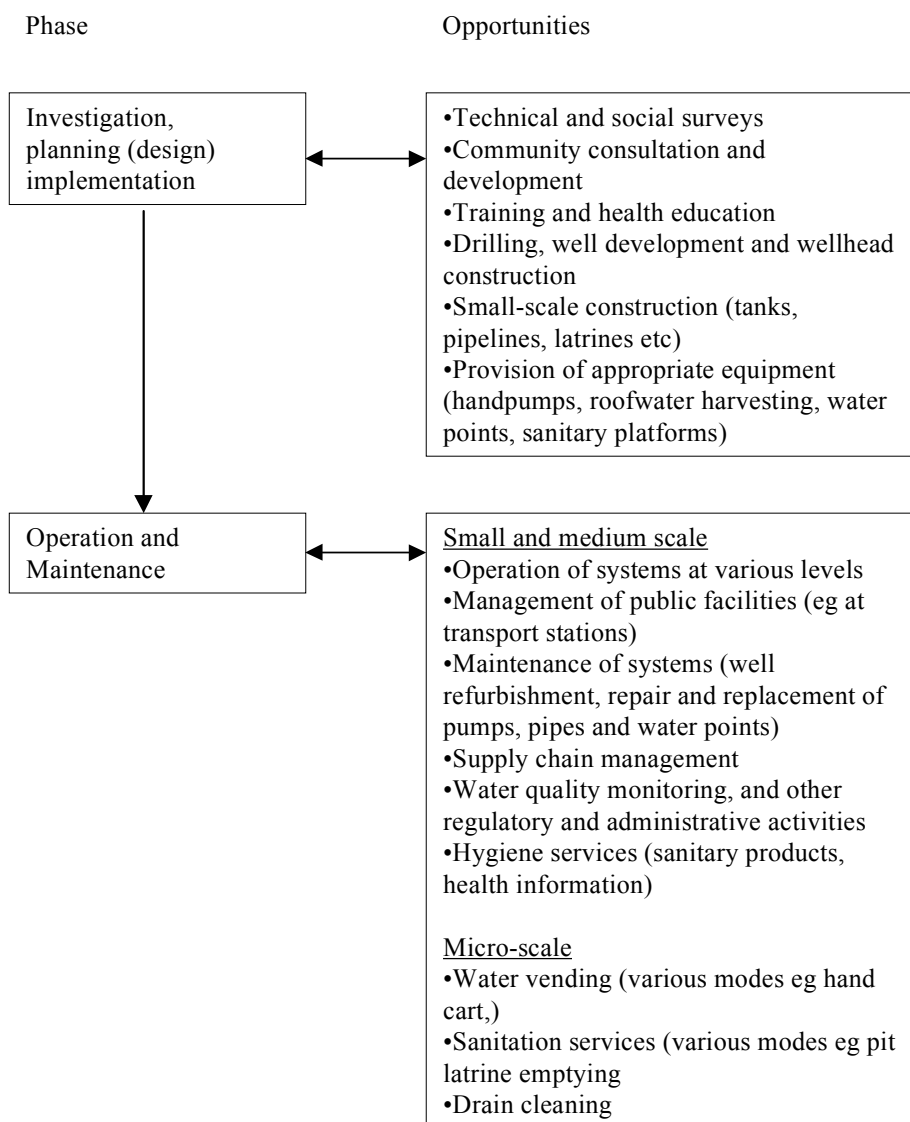 Phase
Opportunities
Investigation,
planning (design)
implementation
•Technical and social surveys
•Community consultation and
development
•Training and health education
•Drilling, well development and wellhead
construction
•Small-scale construction (tanks,
pipelines, latrines etc)
•Provision of appropriate equipment
(handpumps, roofwater harvesting, water
points, sanitary platforms)
Operation and
Maintenance
Small and medium scale
•Operation of systems at various levels
•Management of public facilities (eg at
transport stations)
•Maintenance of systems (well
refurbishment, repair and replacement of
pumps, pipes and water points)
•Supply chain management
•Water quality monitoring, and other
regulatory and administrative activities
•Hygiene services (sanitary products,
health information)
Micro-scale
•Water vending (various modes eg hand
cart,)
•Sanitation services (various modes eg pit
latrine emptying
•Drain cleaning